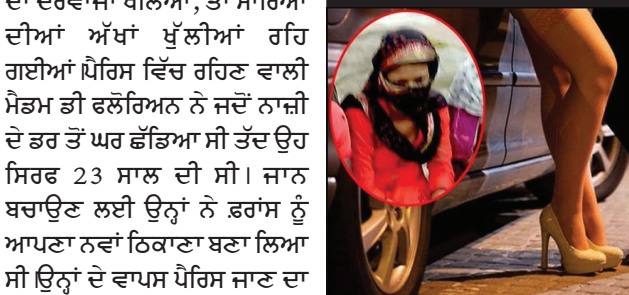 ਦਾ ਦਰਵਾਜਾ ਖੋਲਿਆ, ਤਾਂ ਸਾਰਿਆਂ
ਦੀਆਂ ਅੱਖਾਂ ਖੁੱਲੀਆਂ ਰਹਿ
ਗਈਆਂ।ਪੈਰਿਸ ਵਿੱਚ ਰਹਿਣ ਵਾਲੀ
ਮੈਡਮ ਡੀ ਫਲੋਰਿਅਨ ਨੇ ਜਦੋਂ ਨਾਜ਼ੀ
ਦੇ ਡਰ ਤੋਂ ਘਰ ਛੱਡਿਆ ਸੀ ਤੱਦ ਉਹ
ਸਿਰਫ 23 ਸਾਲ ਦੀ ਸੀ। ਜਾਨ
ਬਚਾਉਣ ਲਈ ਉਨ੍ਹਾਂ ਨੇ ਫ਼ਰਾਂਸ ਨੂੰ
ਆਪਣਾ ਨਵਾਂ ਠਿਕਾਣਾ ਬਣਾ ਲਿਆ
ਸੀ।ਉਨ੍ਹਾਂ ਦੇ ਵਾਪਸ ਪੈਰਿਸ ਜਾਣ ਦਾ